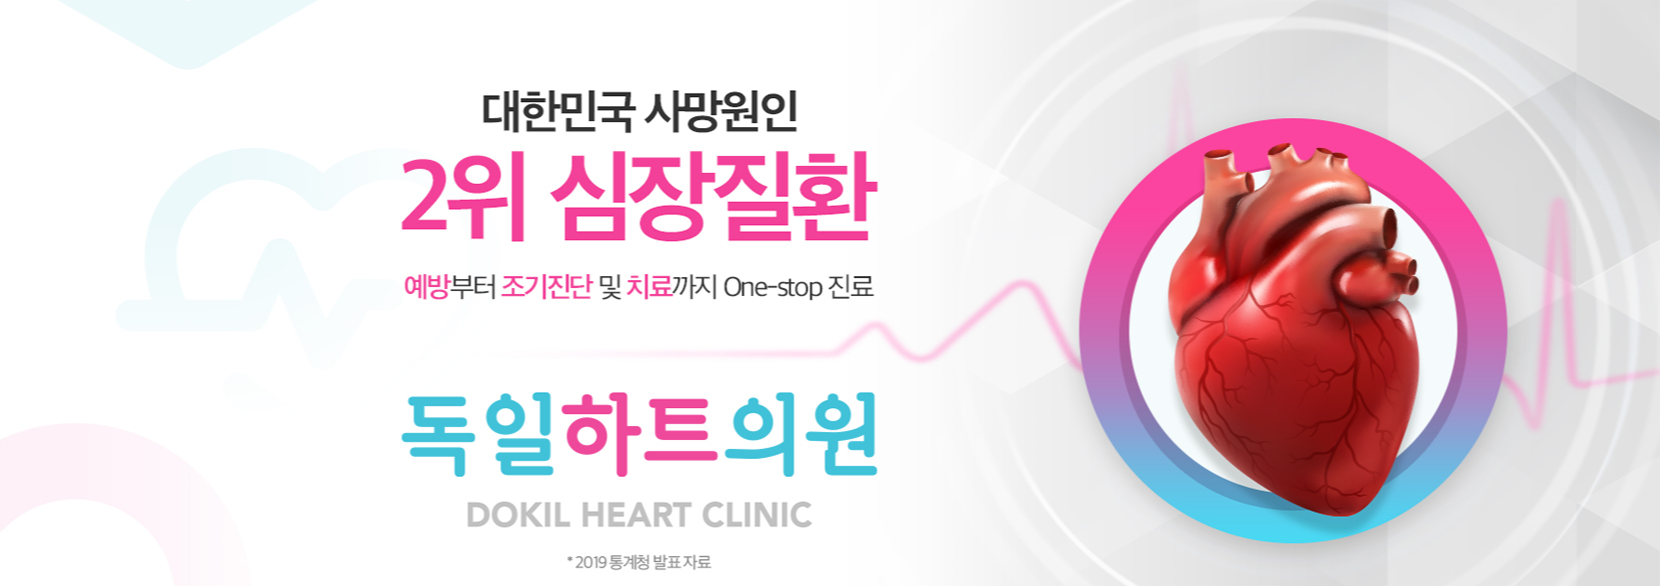 대한민국 사망원인
2위 심장질환
예방부터 조기진단 및 치료까지 One-stop 진료
독일하트의원
DOKIL HEART CLINIC
* 2019 통계청 발표 자료